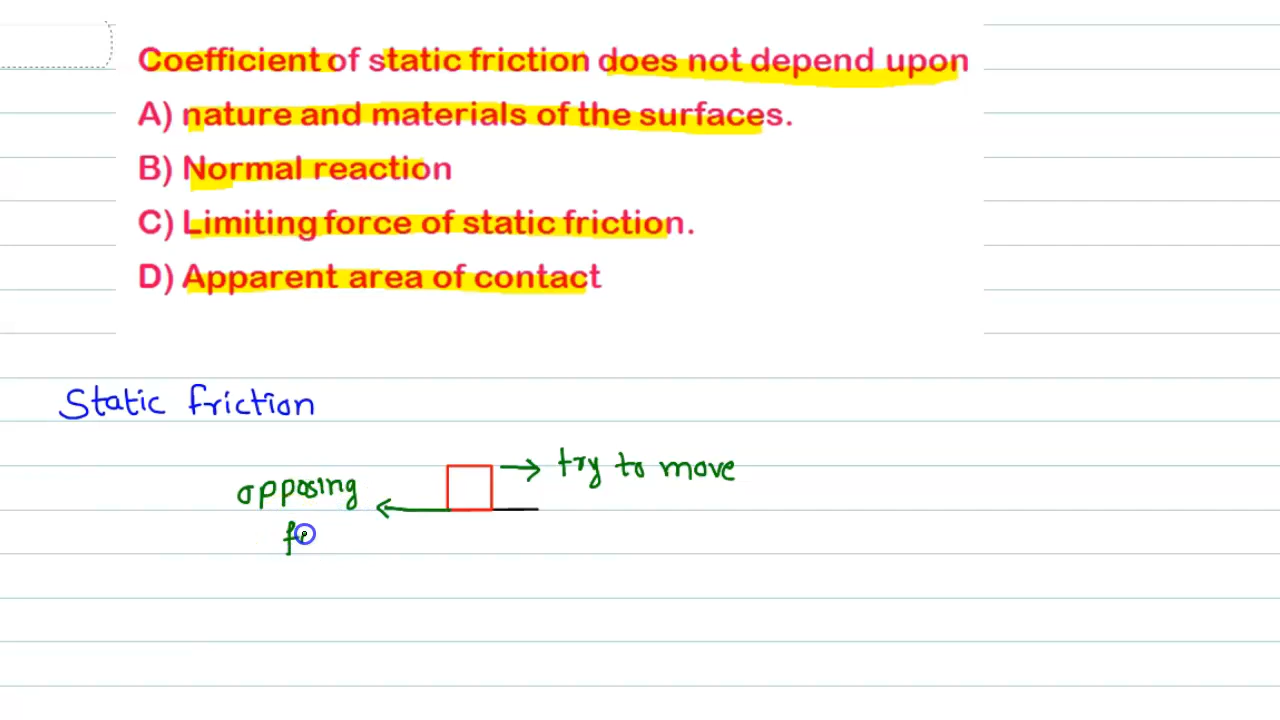 Coefficient of static friction does not depend upon
A) nature and materials of the surfaces.
B) Normal reaction
C) Limiting force of static friction.
D) Apparent area of contact
Static friction
try to move
opposing